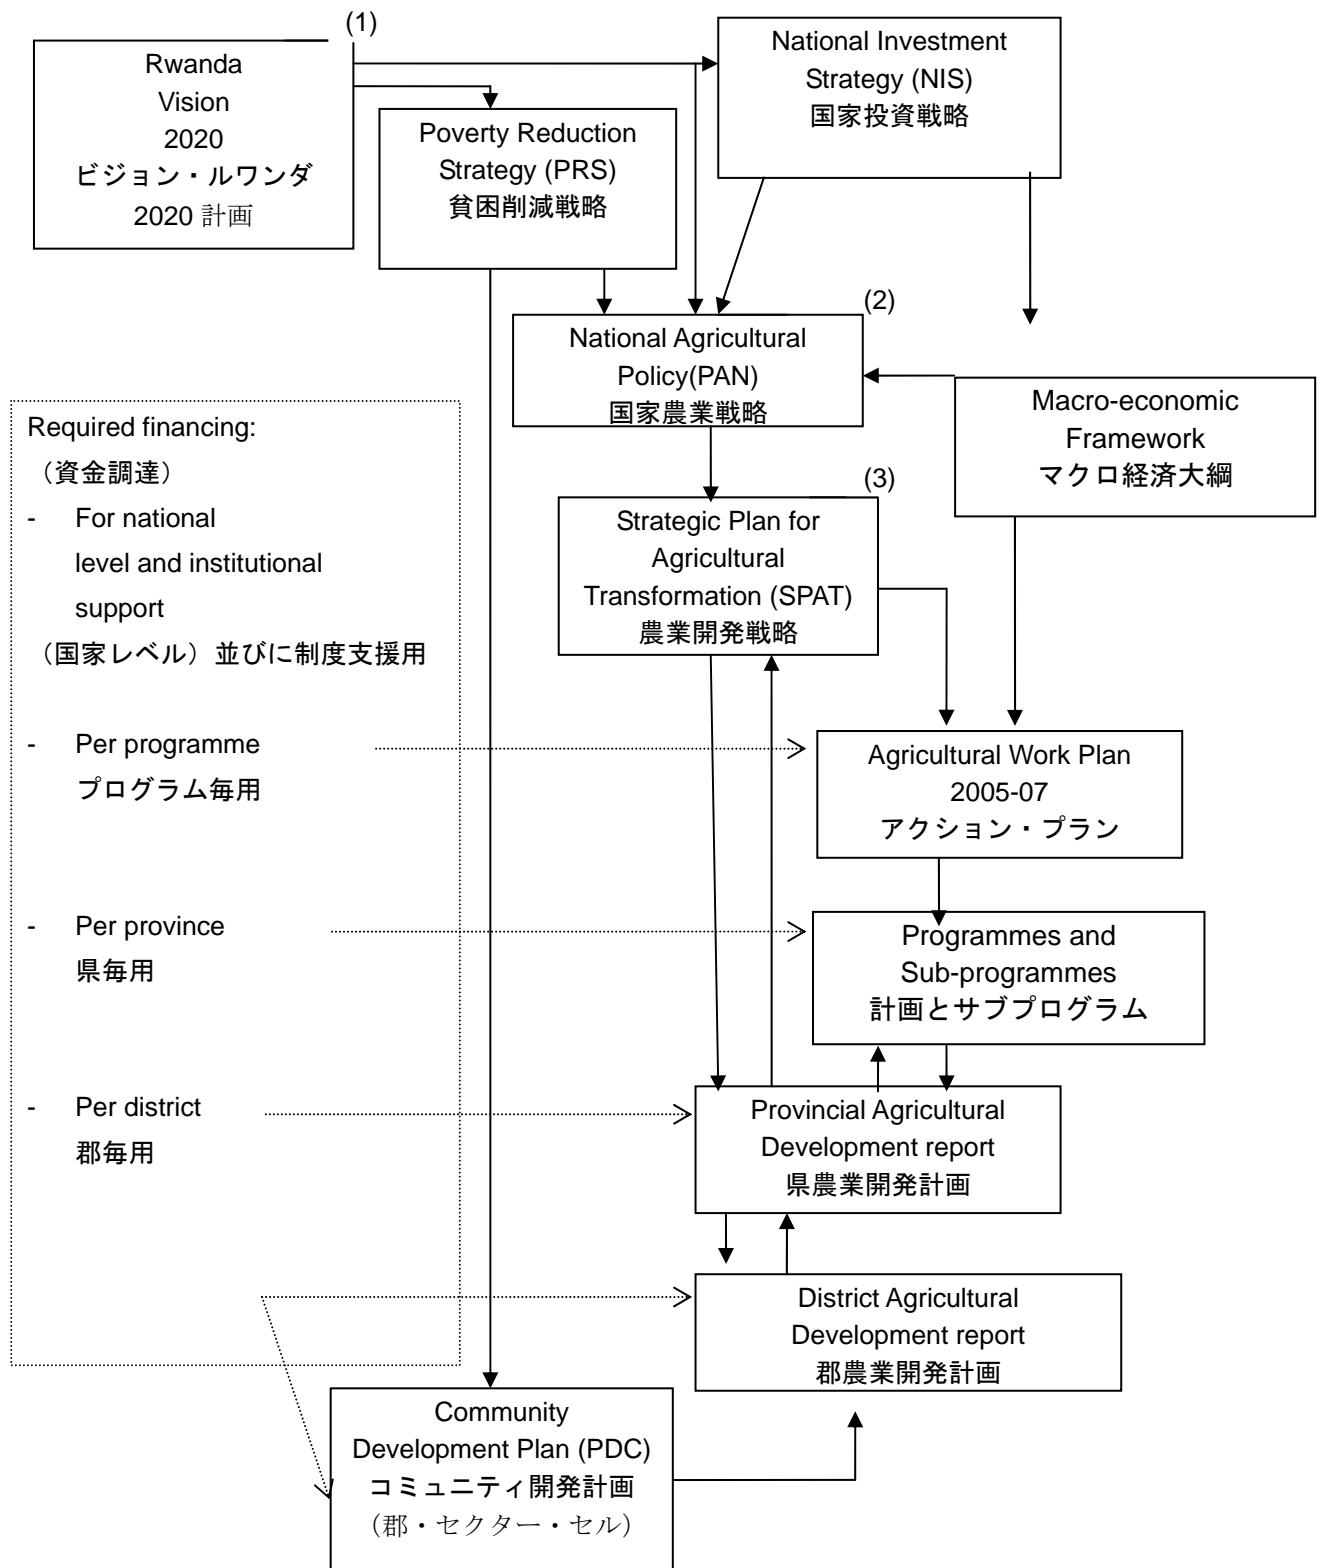 (1)
Rwanda
Vision
2020
ビジョン・ルワンダ
2020 計画
National Investment
Strategy (NIS)
国家投資戦略
Poverty Reduction
Strategy (PRS)
貧困削減戦略
(2)
National Agricultural
Policy(PAN)
国家農業戦略
Macro-economic
Framework
マクロ経済大綱
Required financing:
（資金調達）
- For national
level and institutional
support
（国家レベル）並びに制度支援用
- Per programme
プログラム毎用
- Per province
県毎用
- Per district
郡毎用
(3)
Strategic Plan for
Agricultural
Transformation (SPAT)
農業開発戦略
Agricultural Work Plan
2005-07
アクション・プラン
Programmes and
Sub-programmes
計画とサブプログラム
Provincial Agricultural
Development report
県農業開発計画
District Agricultural
Development report
郡農業開発計画
Community
Development Plan (PDC)
コミュニティ開発計画
（郡・セクター・セル）